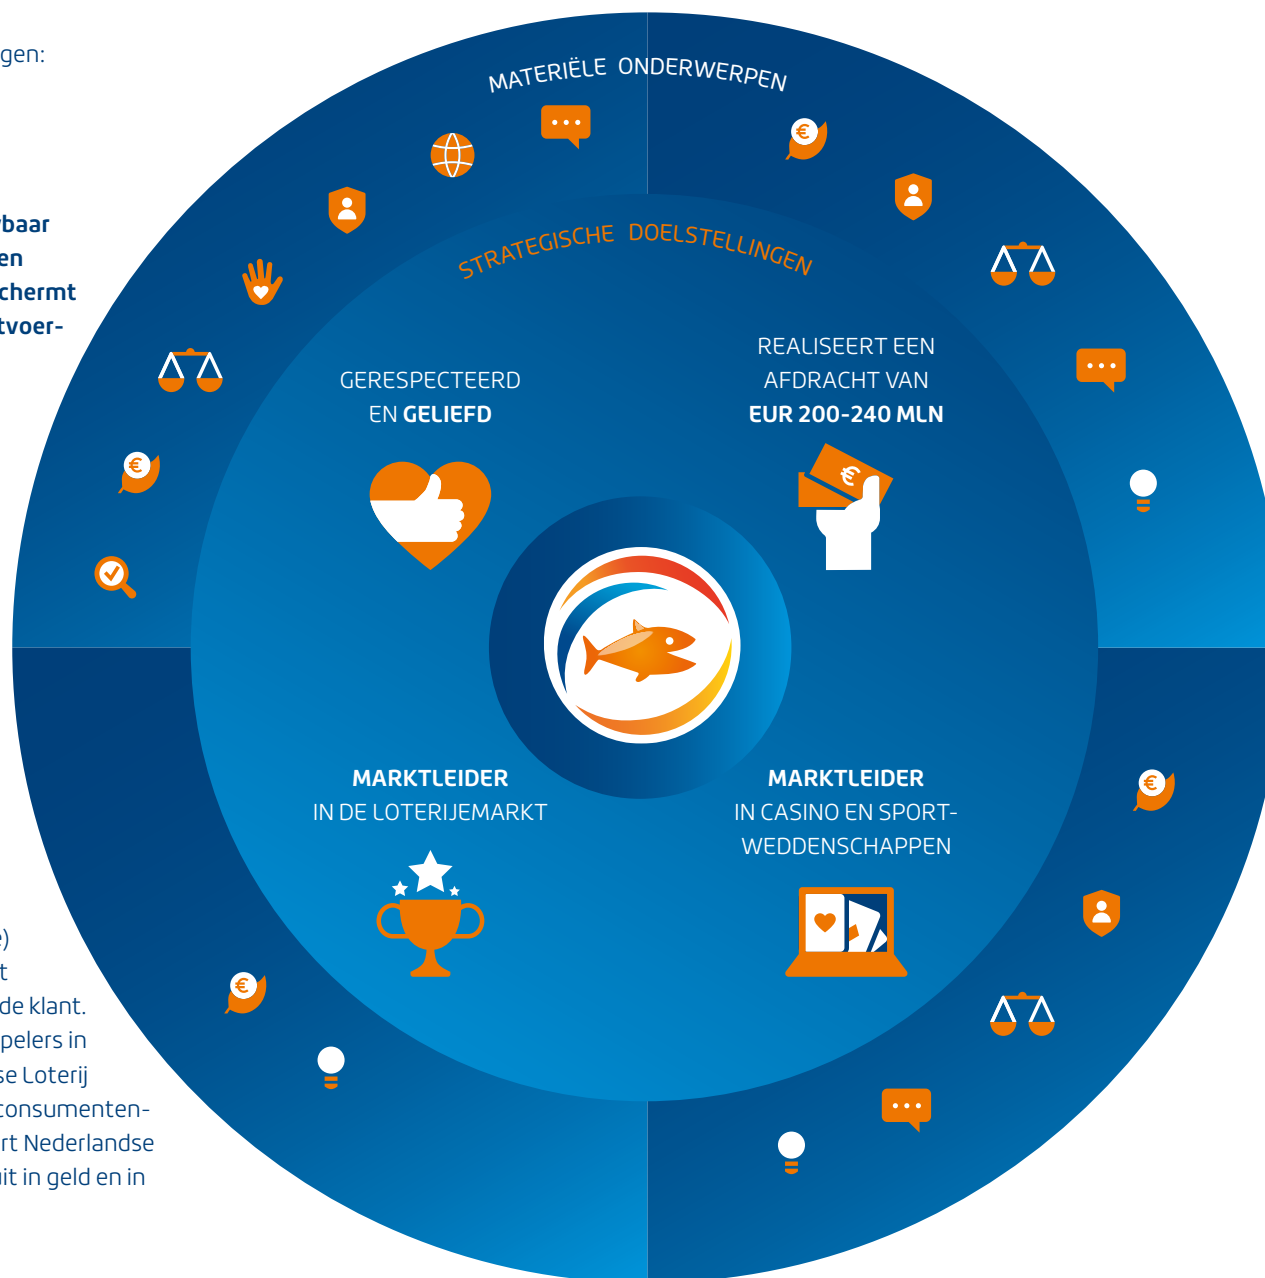 gen:
baar
en
chermt
tvoer-
MATERIËLE ONDERWERPEN
STRATEGISCHE DOELSTELLINGEN
GERESPECTEERD
EN GELIEFD
REALISEERT EEN
AFDRACHT VAN
EUR 200-240 MLN
€
€
€
€
€
MARKTLEIDER
IN DE LOTERIJEMARKT
MARKTLEIDER
IN CASINO EN SPORT-
WEDDENSCHAPPEN
)
t
de klant.
pelers in
se Loterij
consumenten-
rt Nederlandse
uit in geld en in